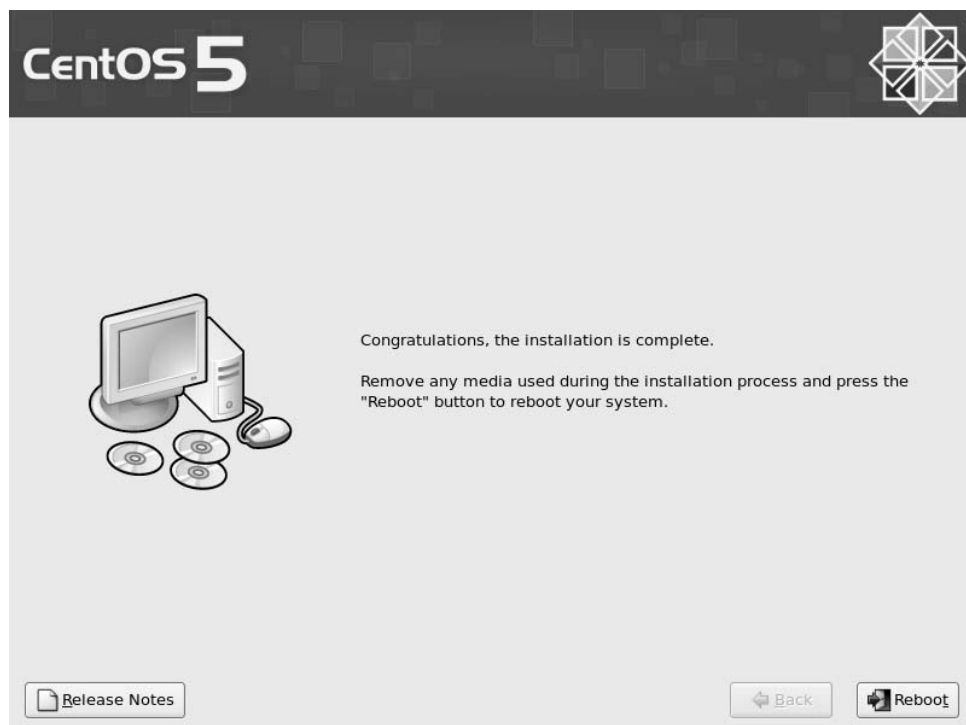 CentOS 5
Congratulations, the installation is complete.
Remove any media used during the installation process and press the
"Reboot" button to reboot your system.
Release Notes
Back
Reboot